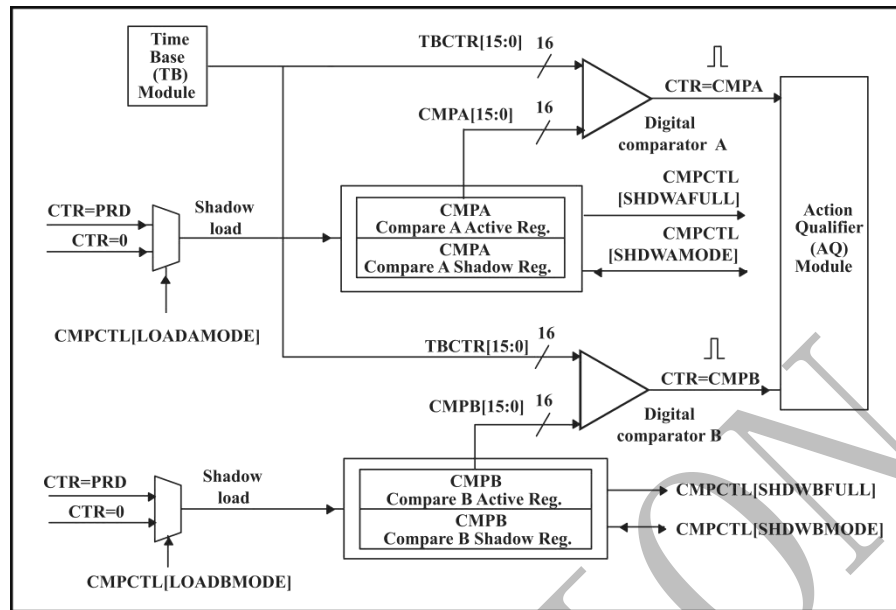 Time
Base
(TB)
Module
TBCTR[15:0]
16
CTR=CMPA
CMPA[15:0]
16
Digital
comparator A
CTR=PRD
CTR=0
Shadow
load
CMPCTL[LOADAMODE]
CMPA
Compare A Active Reg.
CMPA
Compare A Shadow Reg.
CMPCTL
[SHDWAFULL]
CMPCTL
[SHDWAMODE]
Action
Qualifier
(AQ)
Module
TBCTR[15:0]
16
CTR=CMPB
CMPB[15:0]
16
Digital
comparator B
CTR=PRD
CTR=0
Shadow
load
CMPCTL[LOADBMODE]
CMPB
Compare B Active Reg.
CMPB
Compare B Shadow Reg.
CMPCTL[SHDWBFULL]
CMPCTL[SHDWBMODE]
ION